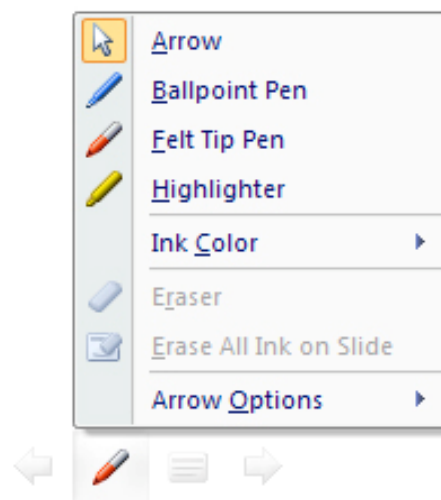 Arrow
Ballpoint Pen
Felt Tip Pen
Highlighter
Ink Color
Eraser
Erase All Ink on Slide
Arrow Options